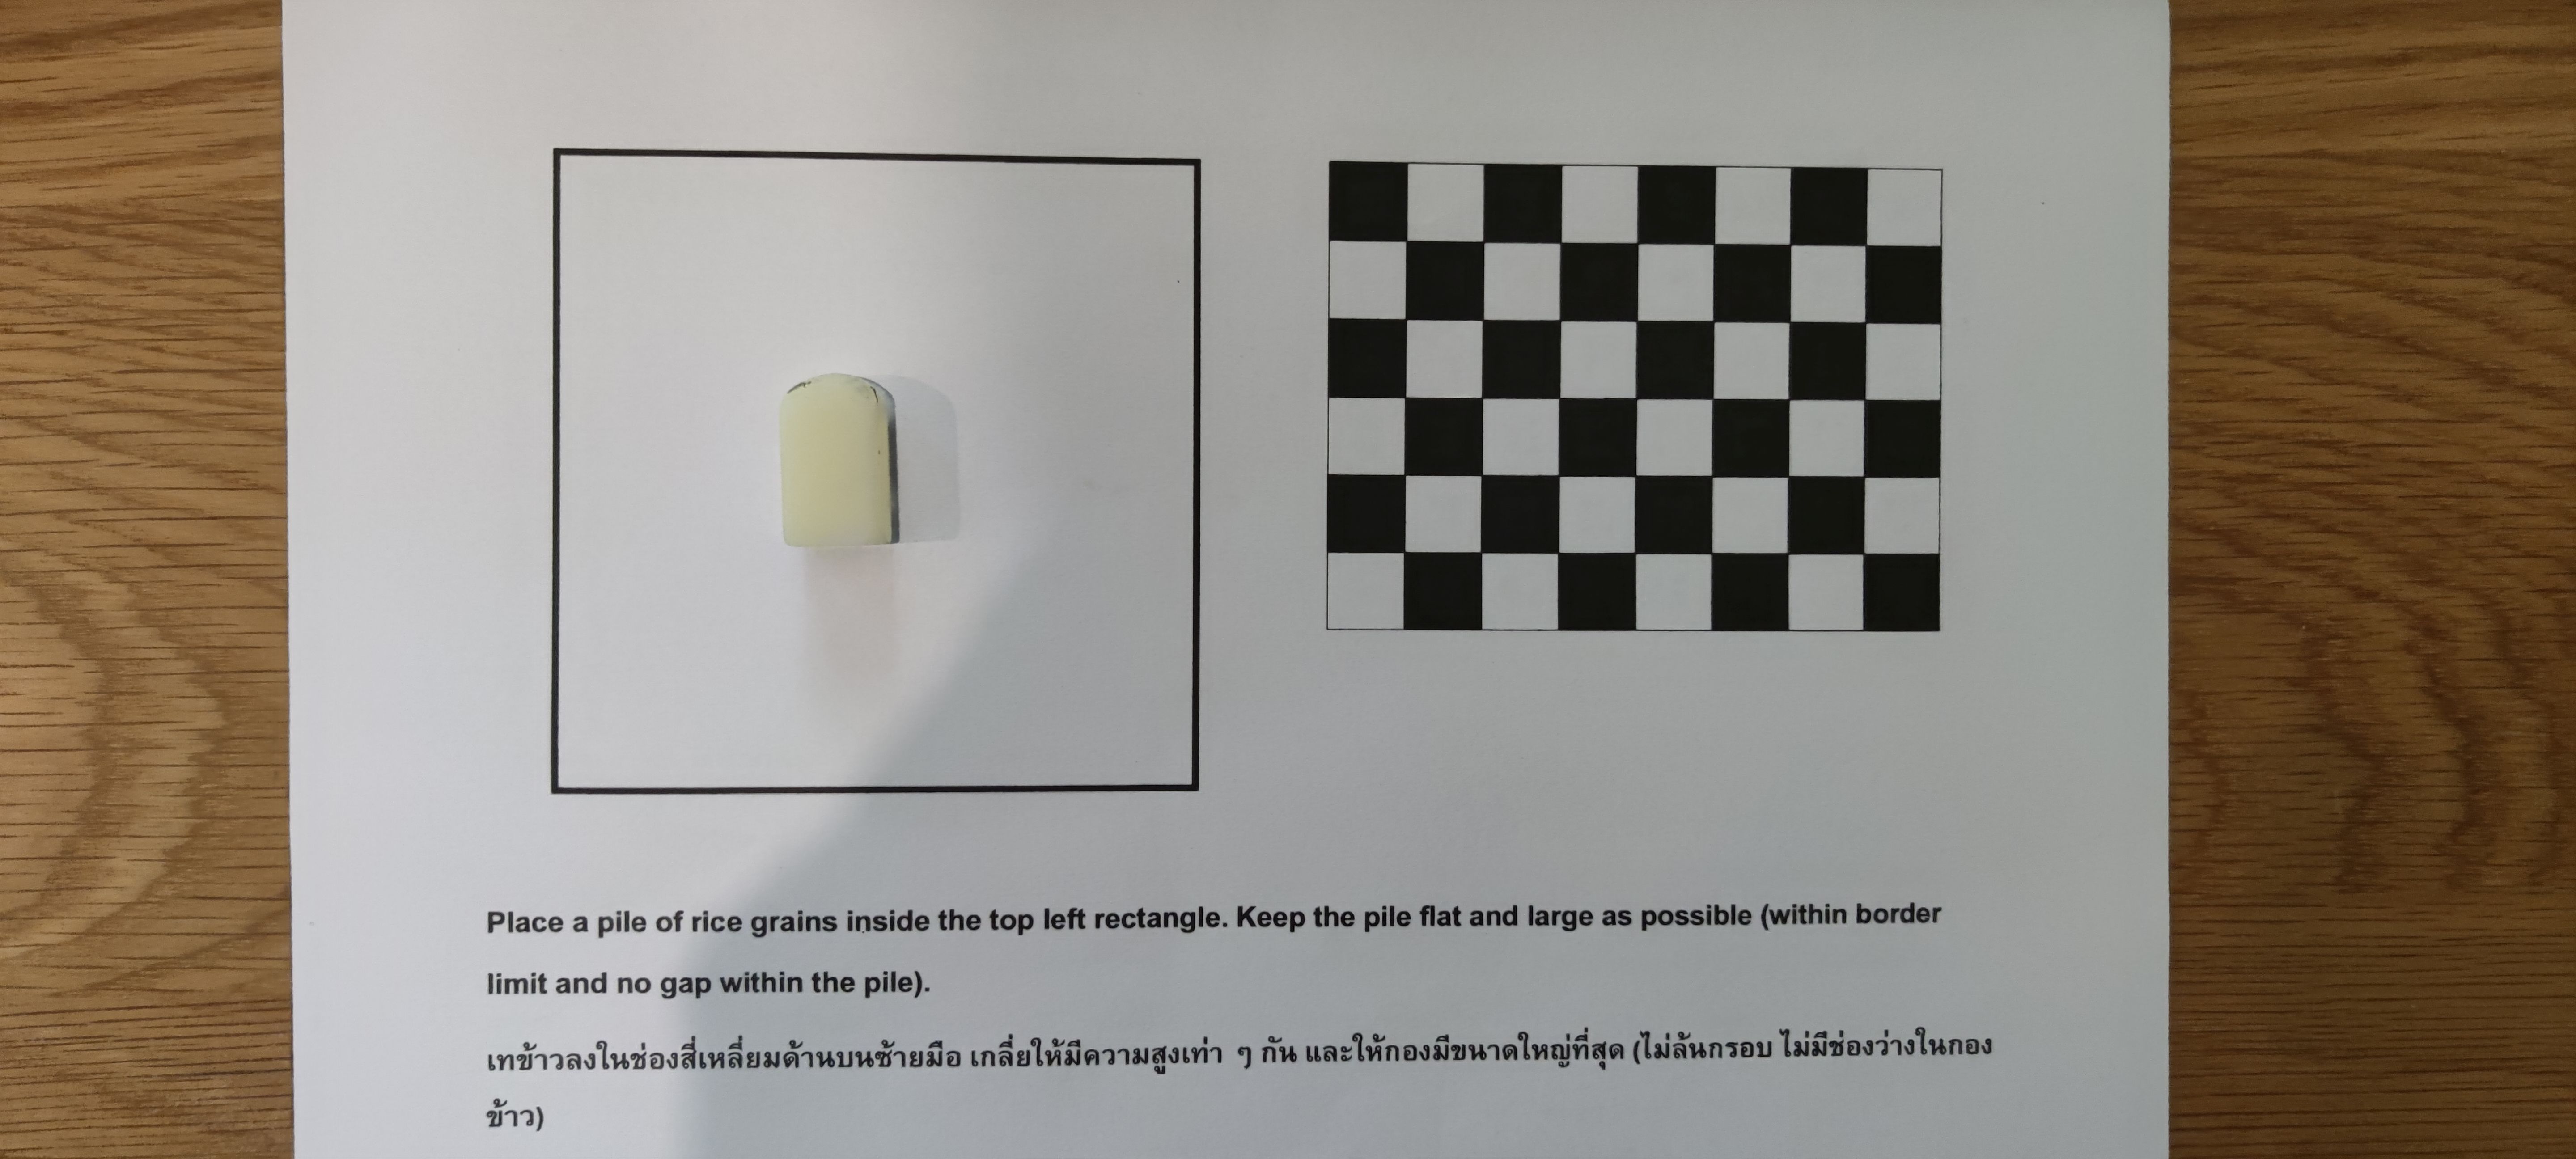 Place a pile of rice grains inside the top left rectangle. Keep the pile flat and large as possible (within border
limit and no gap within the pile).
เทข้าวลงในช่องสี่เหลี่ยมด้านบนซ้ายมือ เกลี่ยให้มีความสูงเท่า ๆ กัน และให้กองมีขนาดใหญ่ที่สุด (ไม่ล้นกรอบ ไม่มีช่องว่างในกอง
ข้าว)